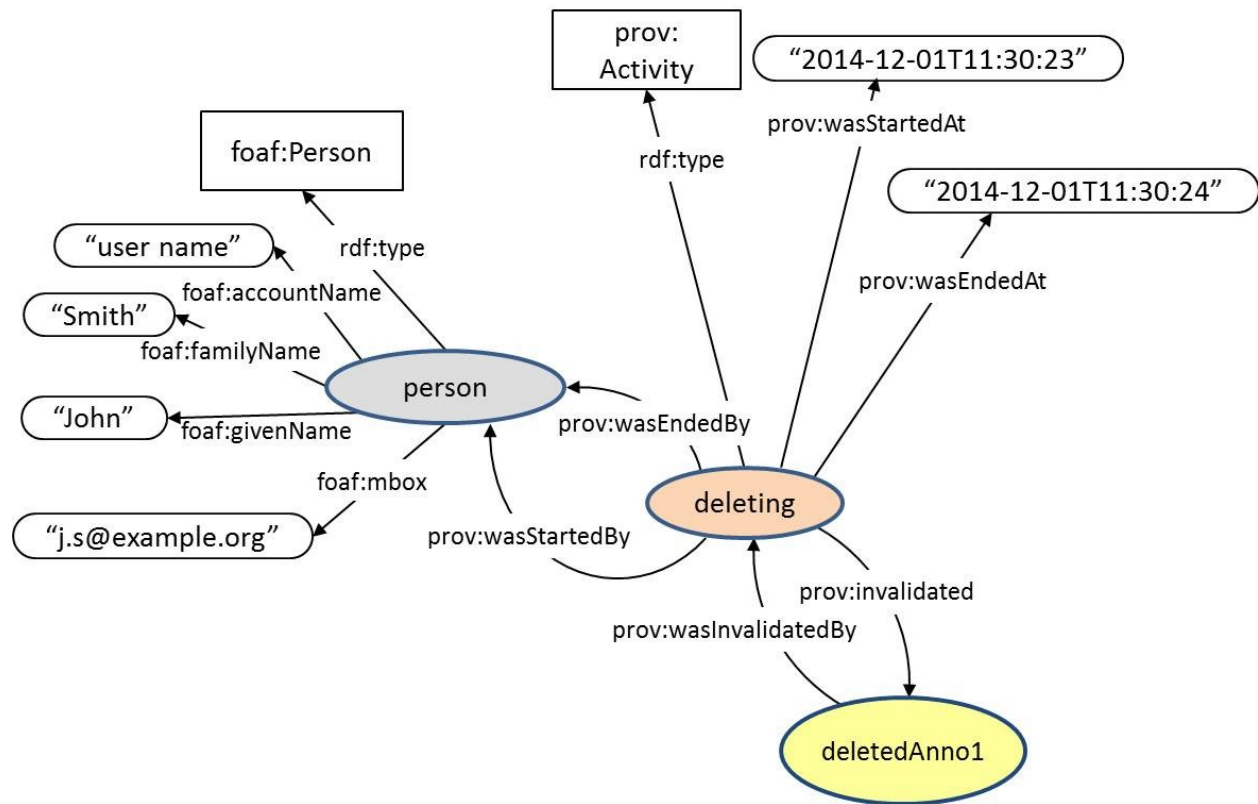 prov:
Activity
“2014-12-01T11:30:23”
prov:wasStartedAt
foaf:Person
rdf:type
“2014-12-01T11:30:24”
“user name”
rdf:type
prov:wasEndedAt
foaf:accountName
“Smith”
foaf:familyName
person
“John”
foaf:givenName
prov:wasEndedBy
foaf:mbox
deleting
“j.s@example.org”
prov:wasStartedBy
prov:invalidated
prov:wasInvalidatedBy
deletedAnno1